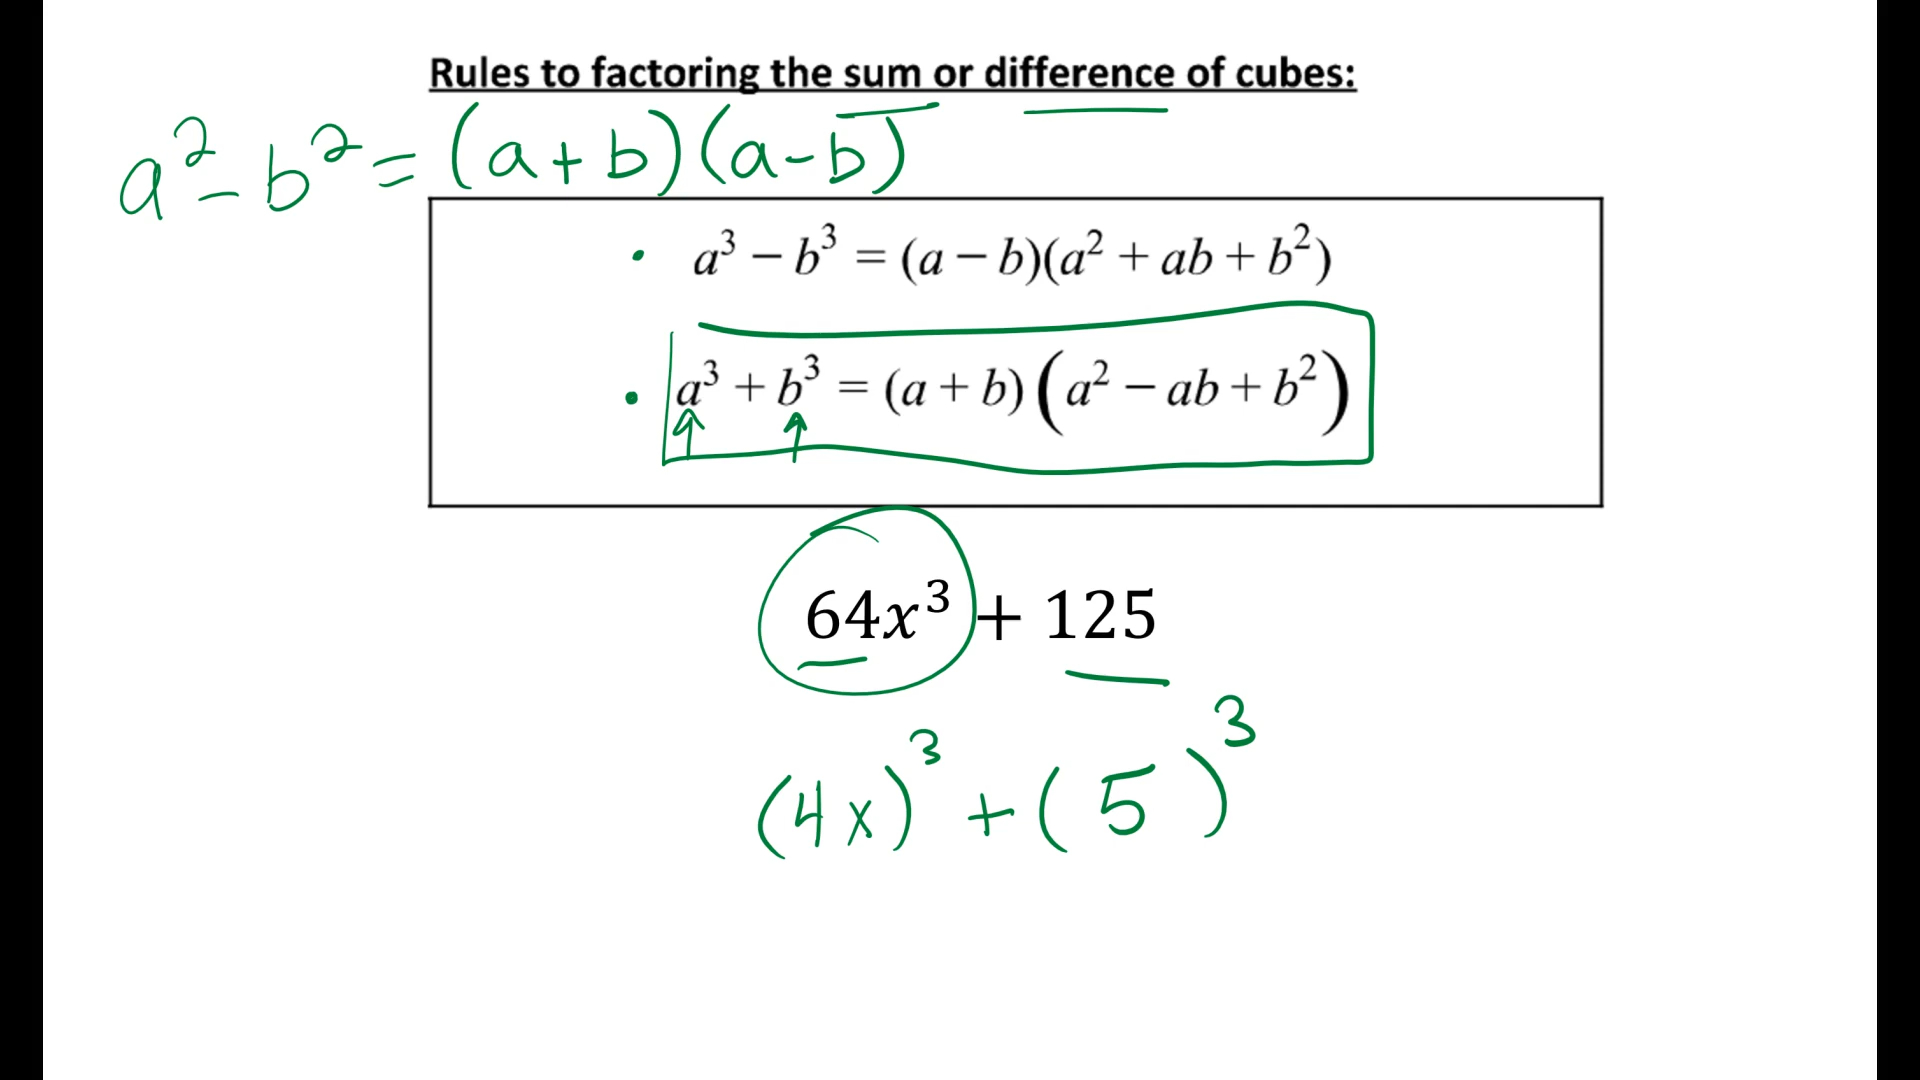 Rules to factoring the sum or difference of cubes:
a² - b² = (a+b)(a-b)
• a³ − b³ = (a − b)(a² + ab + b²)
• a³ + b³ = (a + b)(a² − ab + b²)
64x³ + 125
(4x)³ + (5)³